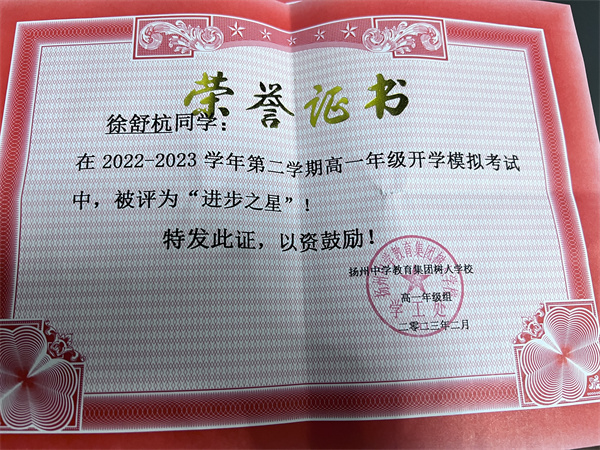 荣誉证书
徐舒杭同学：
在 2022-2023 学年第二学期高一年级开学模拟考试
中，被评为“进步之星”！
特发此证，以资鼓励！
扬州中学教育集团树人学校
高一年级组
二零二三年二月
学工处